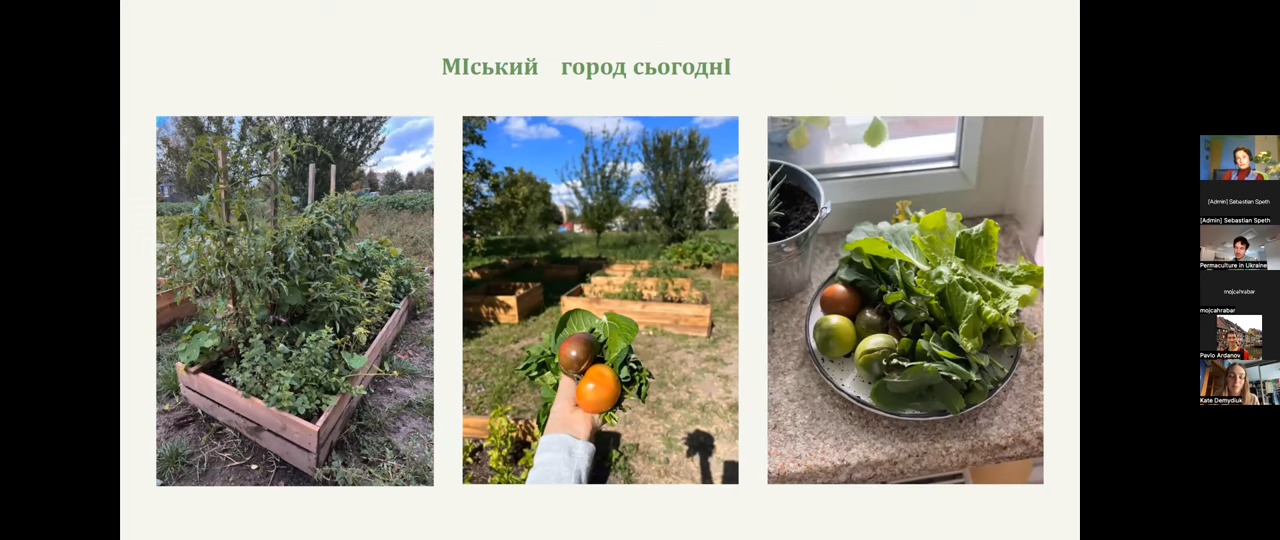 МІський город сьогоднІ
[Admin] Sebastian Speth
[Admin] Sebastian Speth
Permaculture in Ukraine
mojcahrabar
mojcahrabar
Pavlo Ardanov
Kate Demydiuk